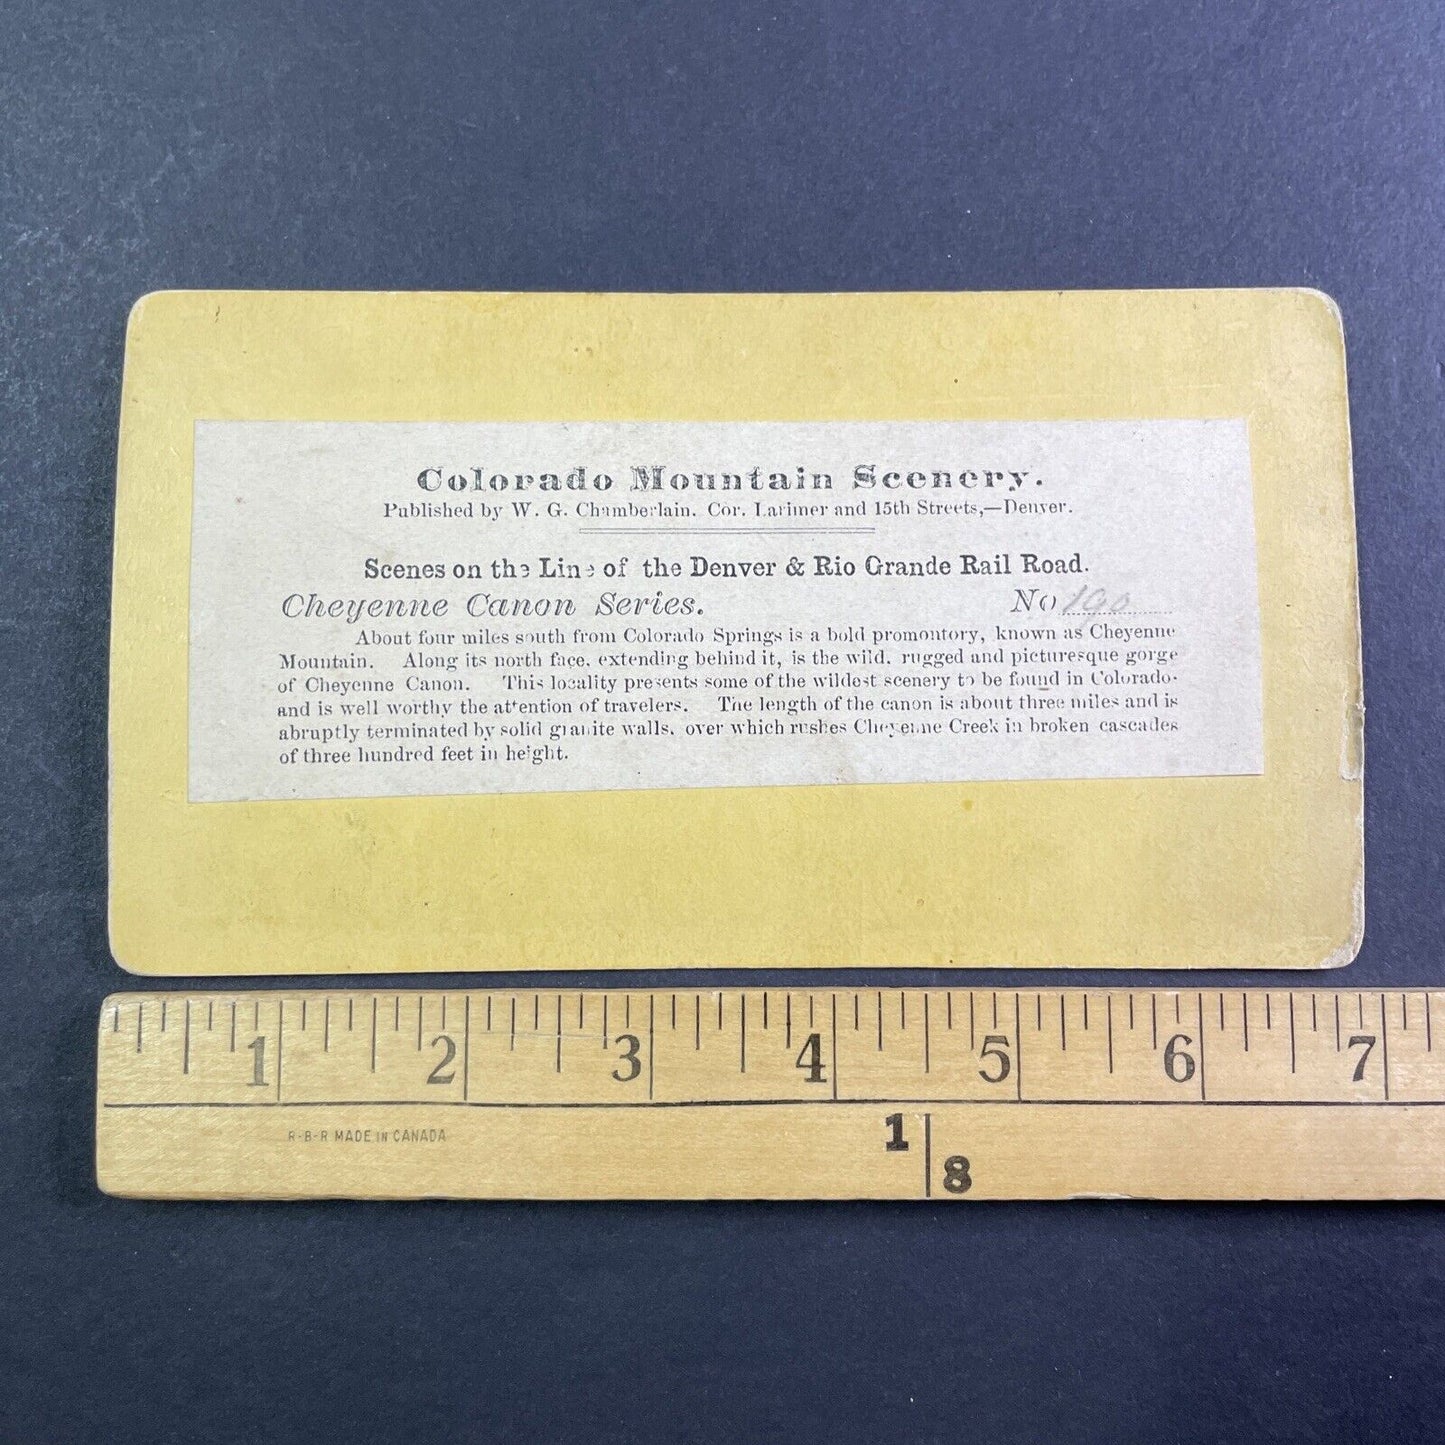 Colorado Mountain Scenery.
Published by W. G. Chamberlain. Cor. Larimer and 15th Streets,—Denver.
Scenes on the Line of the Denver & Rio Grande Rail Road.
Cheyenne Canon Series. No 190
About four miles south from Colorado Springs is a bold promontory, known as Cheyenne
Mountain. Along its north face, extending behind it, is the wild, rugged and picturesque gorge
of Cheyenne Canon. This locality presents some of the wildest scenery to be found in Colorado.
and is well worthy the attention of travelers. The length of the canon is about three miles and is
abruptly terminated by solid granite walls, over which rushes Cheyenne Creek in broken cascades
of three hundred feet in height.
1 2 3 4 5 6 7
R-B-R MADE IN CANADA
1
8